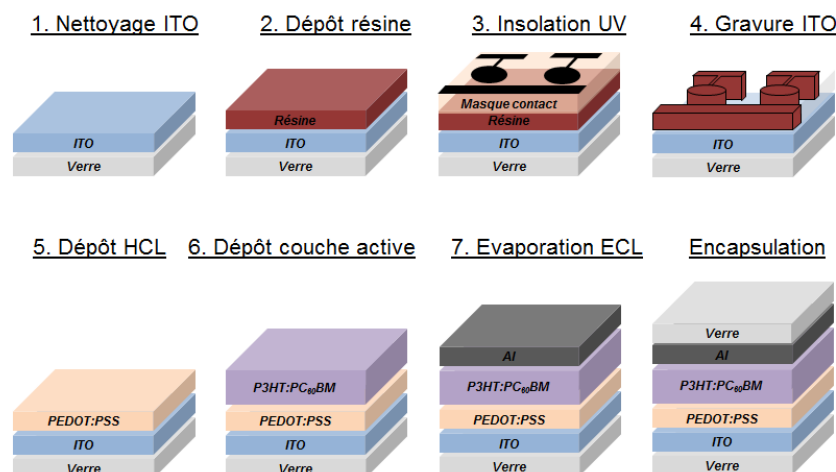 1. Nettoyage ITO
2. Dépôt résine
3. Insolation UV
4. Gravure ITO
ITO
Verre
Résine
ITO
Verre
Masque contact
Résine
ITO
Verre
ITO
Verre
5. Dépôt HCL
6. Dépôt couche active
7. Evaporation ECL
Encapsulation
PEDOT:PSS
ITO
Verre
P3HT:PC₆₀BM
PEDOT:PSS
ITO
Verre
Al
P3HT:PC₆₀BM
PEDOT:PSS
ITO
Verre
Verre
Al
P3HT:PC₆₀BM
PEDOT:PSS
ITO
Verre